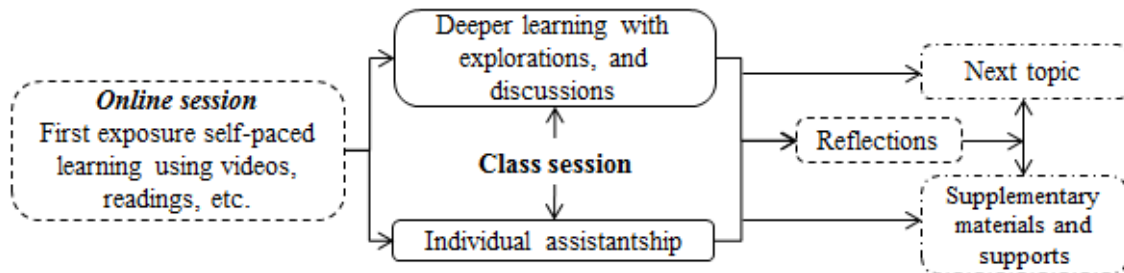 Online session
First exposure self-paced
learning using videos,
readings, etc.
Deeper learning with
explorations, and
discussions
Class session
Individual assistantship
Next topic
Reflections
Supplementary
materials and
supports